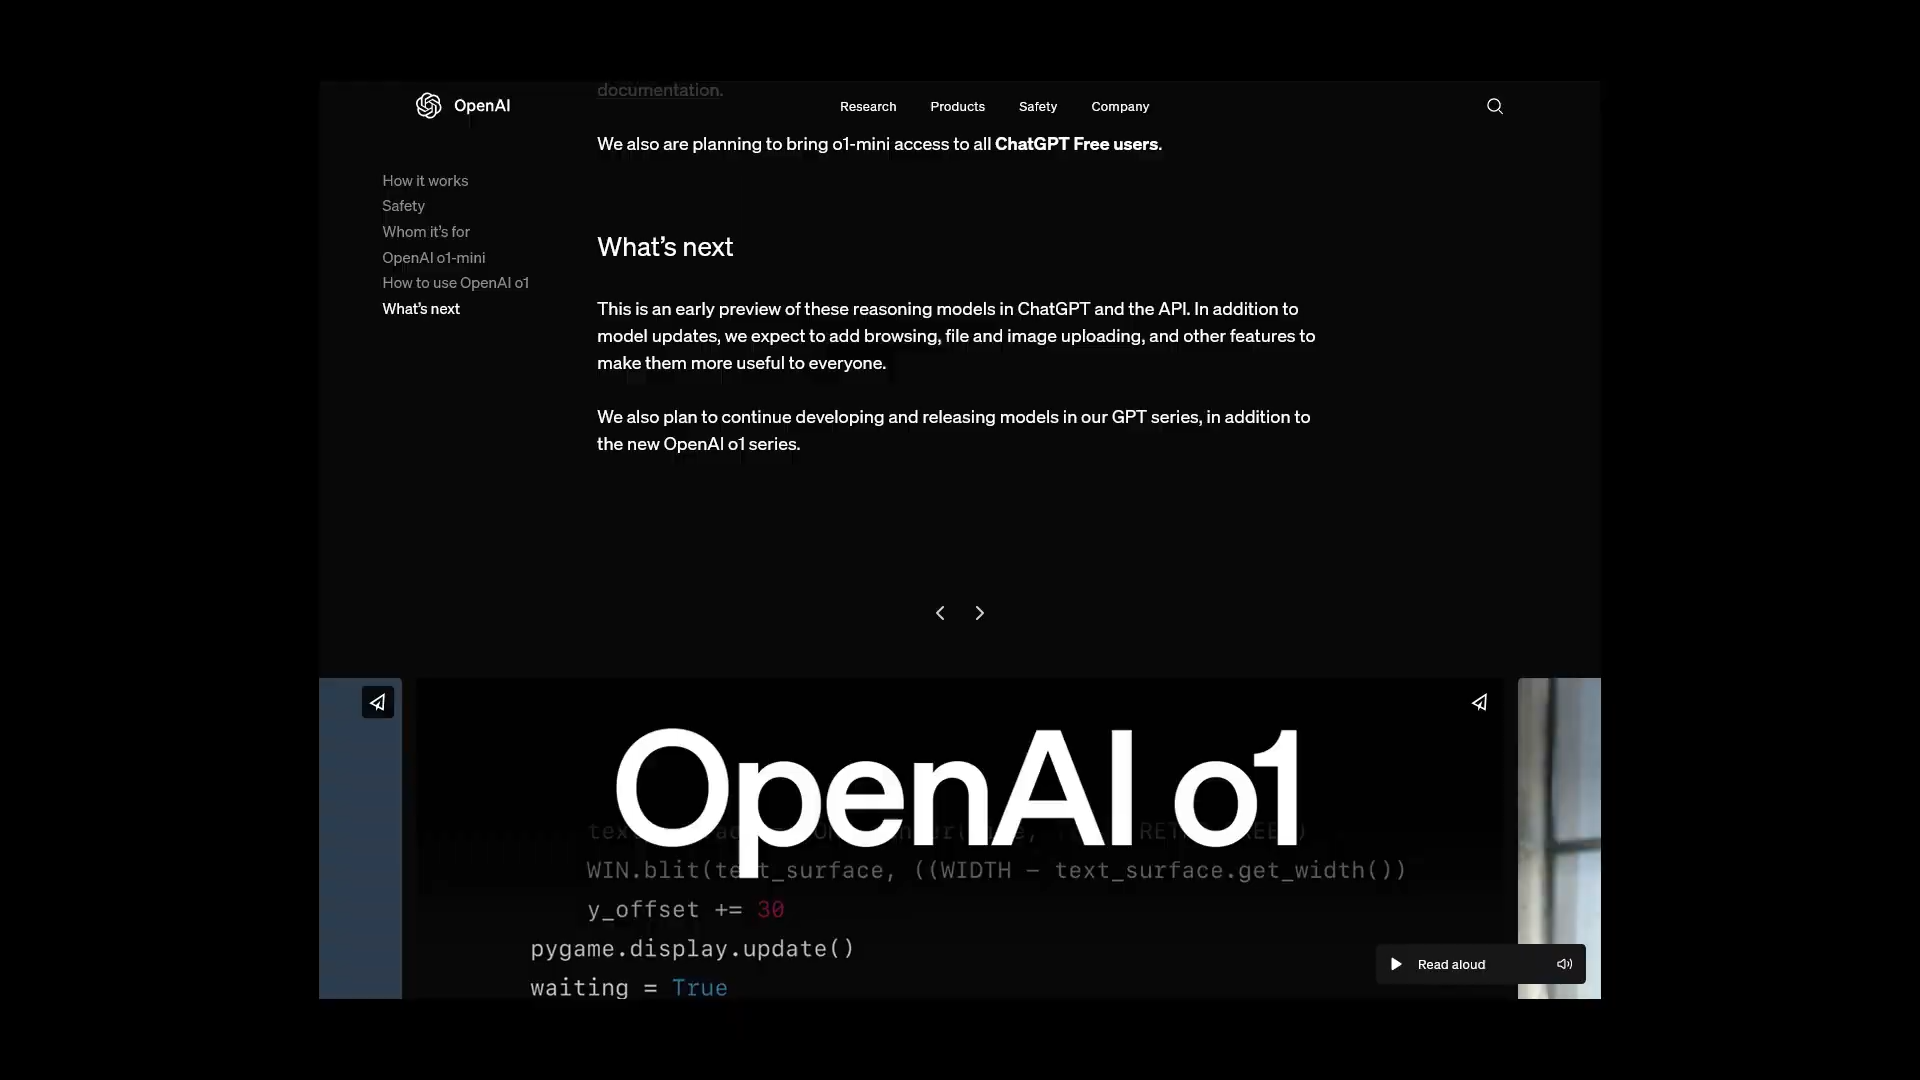 documentation.
OpenAI
Research
Products
Safety
Company
We also are planning to bring o1-mini access to all ChatGPT Free users.
How it works
Safety
Whom it's for
OpenAI o1-mini
How to use OpenAI o1
What's next
What's next
This is an early preview of these reasoning models in ChatGPT and the API. In addition to
model updates, we expect to add browsing, file and image uploading, and other features to
make them more useful to everyone.
We also plan to continue developing and releasing models in our GPT series, in addition to
the new OpenAI o1 series.
OpenAI o1
WIN.blit(text_surface, ((WIDTH - text_surface.get_width())
y_offset += 30
pygame.display.update()
waiting = True
Read aloud